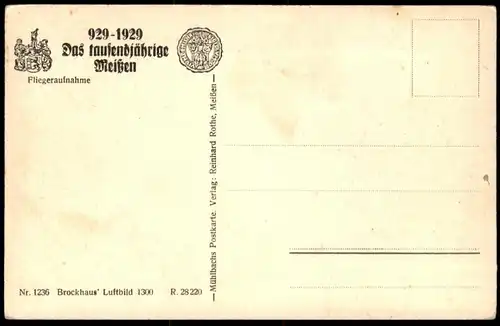 929-1929
Das tausendjährige
Meißen
Fliegeraufnahme
Mühlbachs Postkarte. Verlag: Reinhard Rothe, Meißen
Nr. 1236 Brockhaus' Luftbild 1300 R. 28220